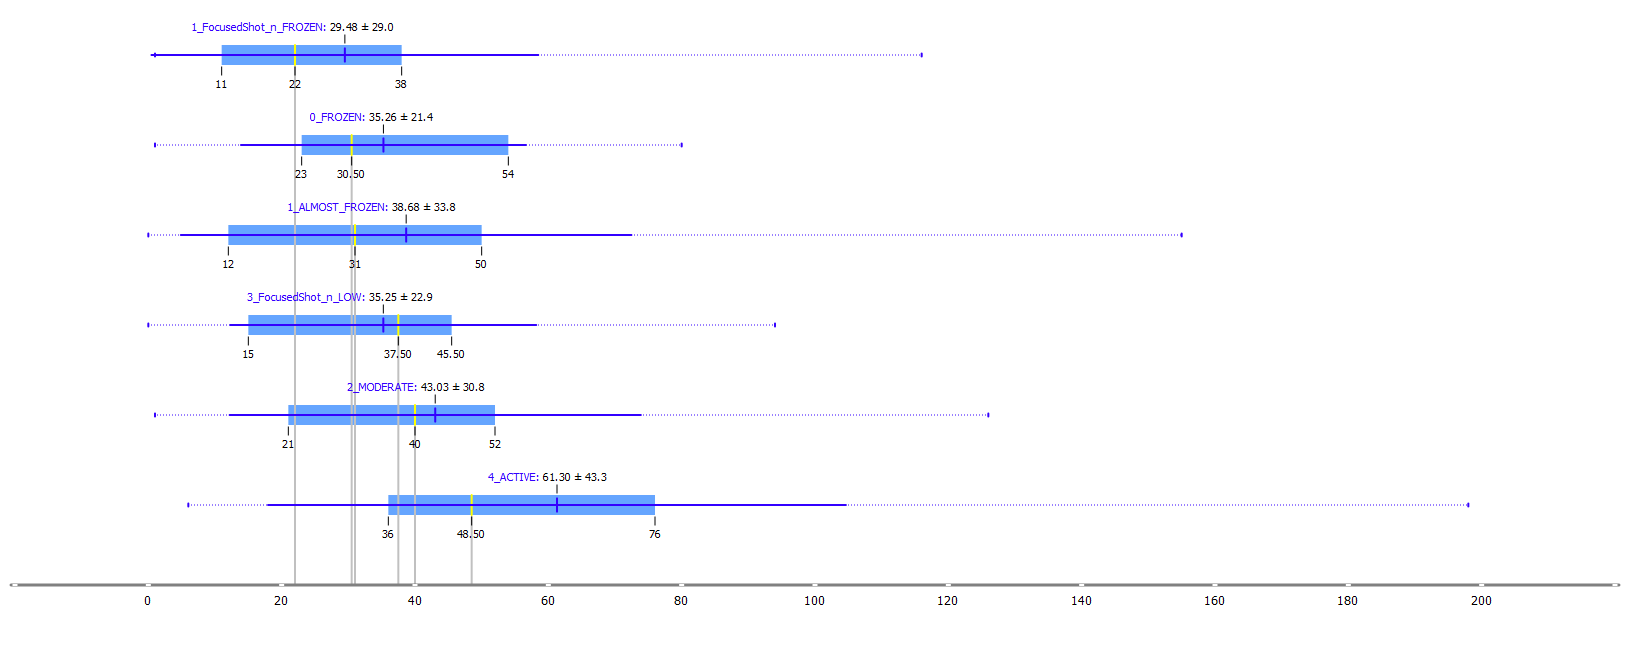 1_FocusedShot_n_FROZEN: 29.48 ± 29.0
11 22 38
0_FROZEN: 35.26 ± 21.4
23 30.50 54
1_ALMOST_FROZEN: 38.68 ± 33.8
12 31 50
3_FocusedShot_n_LOW: 35.25 ± 22.9
15 37.50 45.50
2_MODERATE: 43.03 ± 30.8
21 40 52
4_ACTIVE: 61.30 ± 43.3
36 48.50 76
0 20 40 60 80 100 120 140 160 180 200